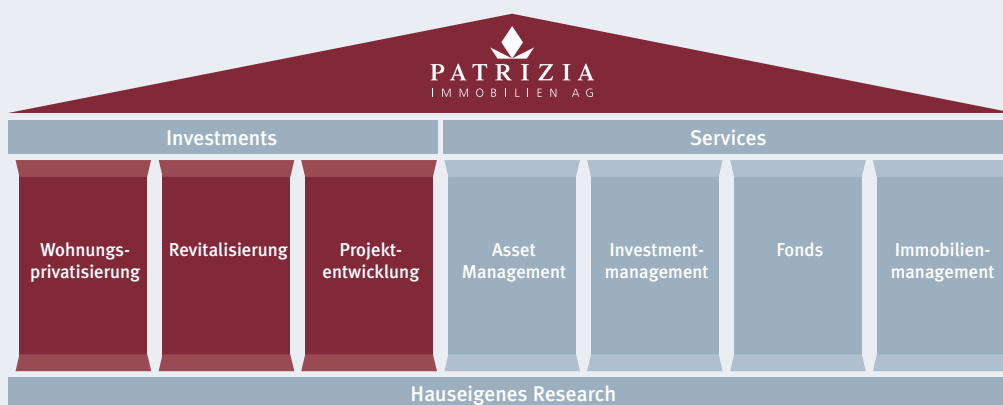 PATRIZIA
IMMOBILIEN AG
Investments
Services
Wohnungs-
privatisierung
Revitalisierung
Projekt-
entwicklung
Asset
Management
Investment-
management
Fonds
Immobilien-
management
Hauseigenes Research